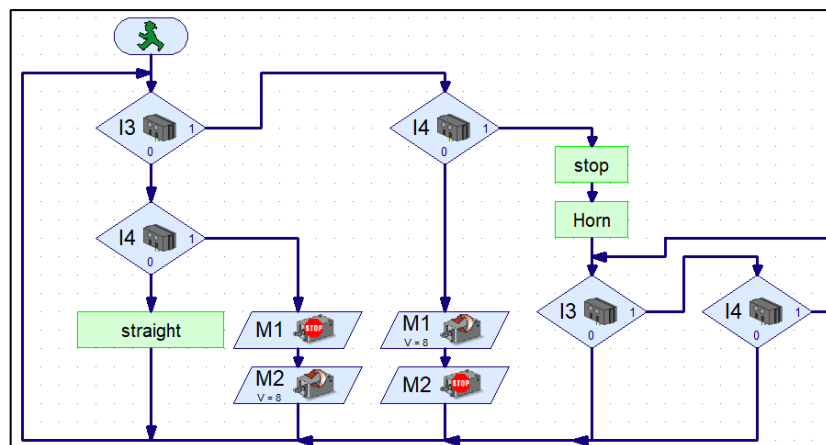 I3
1
0
I4
1
0
stop
Horn
I4
1
0
straight
M1
STOP
M2
V = 8
M1
V = 8
M2
STOP
I3
1
0
I4
1
0